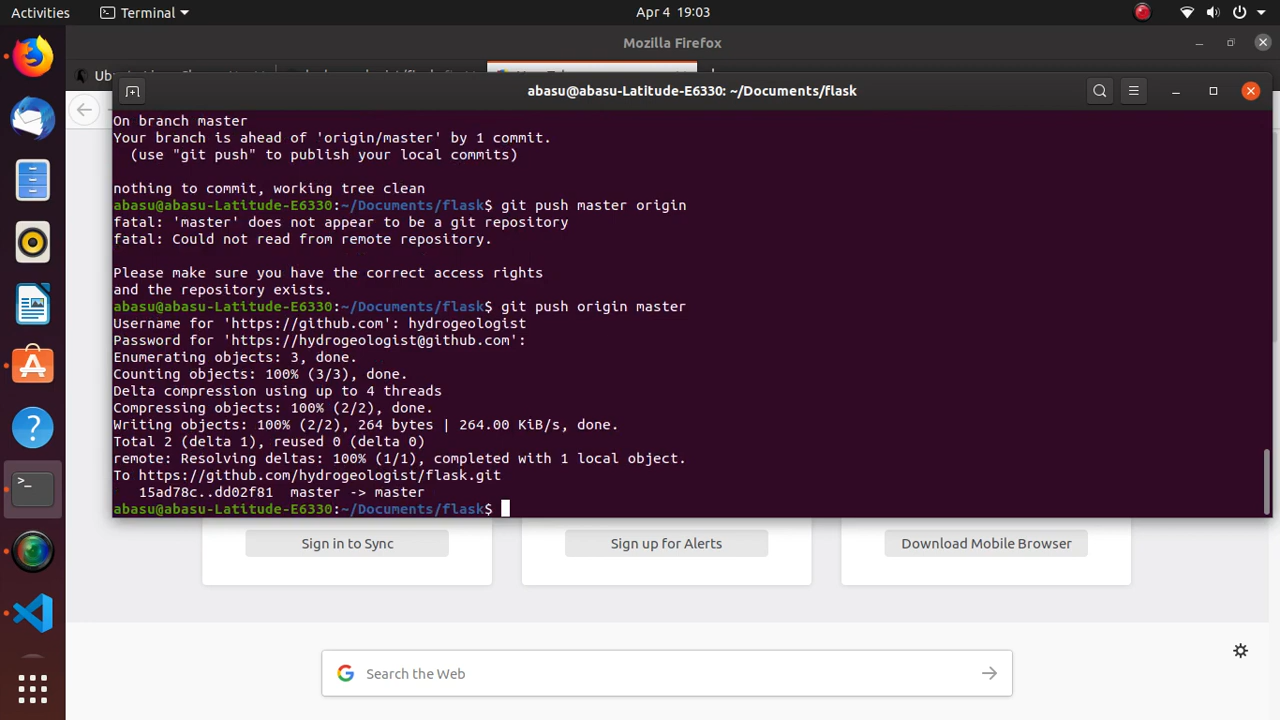 Activities
Terminal
Apr 4 19:03
Mozilla Firefox
abasu@abasu-Latitude-E6330: ~/Documents/flask
On branch master
Your branch is ahead of 'origin/master' by 1 commit.
(use "git push" to publish your local commits)
nothing to commit, working tree clean
abasu@abasu-Latitude-E6330:~/Documents/flask$ git push master origin
fatal: 'master' does not appear to be a git repository
fatal: Could not read from remote repository.
Please make sure you have the correct access rights
and the repository exists.
abasu@abasu-Latitude-E6330:~/Documents/flask$ git push origin master
Username for 'https://github.com': hydrogeologist
Password for 'https://hydrogeologist@github.com':
Enumerating objects: 3, done.
Counting objects: 100% (3/3), done.
Delta compression using up to 4 threads
Compressing objects: 100% (2/2), done.
Writing objects: 100% (2/2), 264 bytes | 264.00 KiB/s, done.
Total 2 (delta 1), reused 0 (delta 0)
remote: Resolving deltas: 100% (1/1), completed with 1 local object.
To https://github.com/hydrogeologist/flask.git
15ad78c..dd02f81  master -> master
abasu@abasu-Latitude-E6330:~/Documents/flask$
Sign in to Sync
Sign up for Alerts
Download Mobile Browser
Search the Web